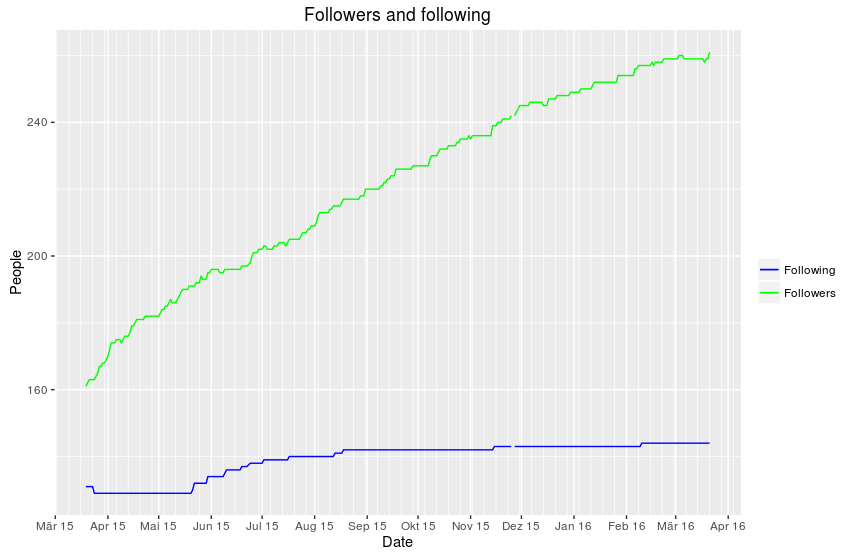 Followers and following
People
240
200
160
Mär 15 Apr 15 Mai 15 Jun 15 Jul 15 Aug 15 Sep 15 Okt 15 Nov 15 Dez 15 Jan 16 Feb 16 Mär 16 Apr 16
Date
Following
Followers